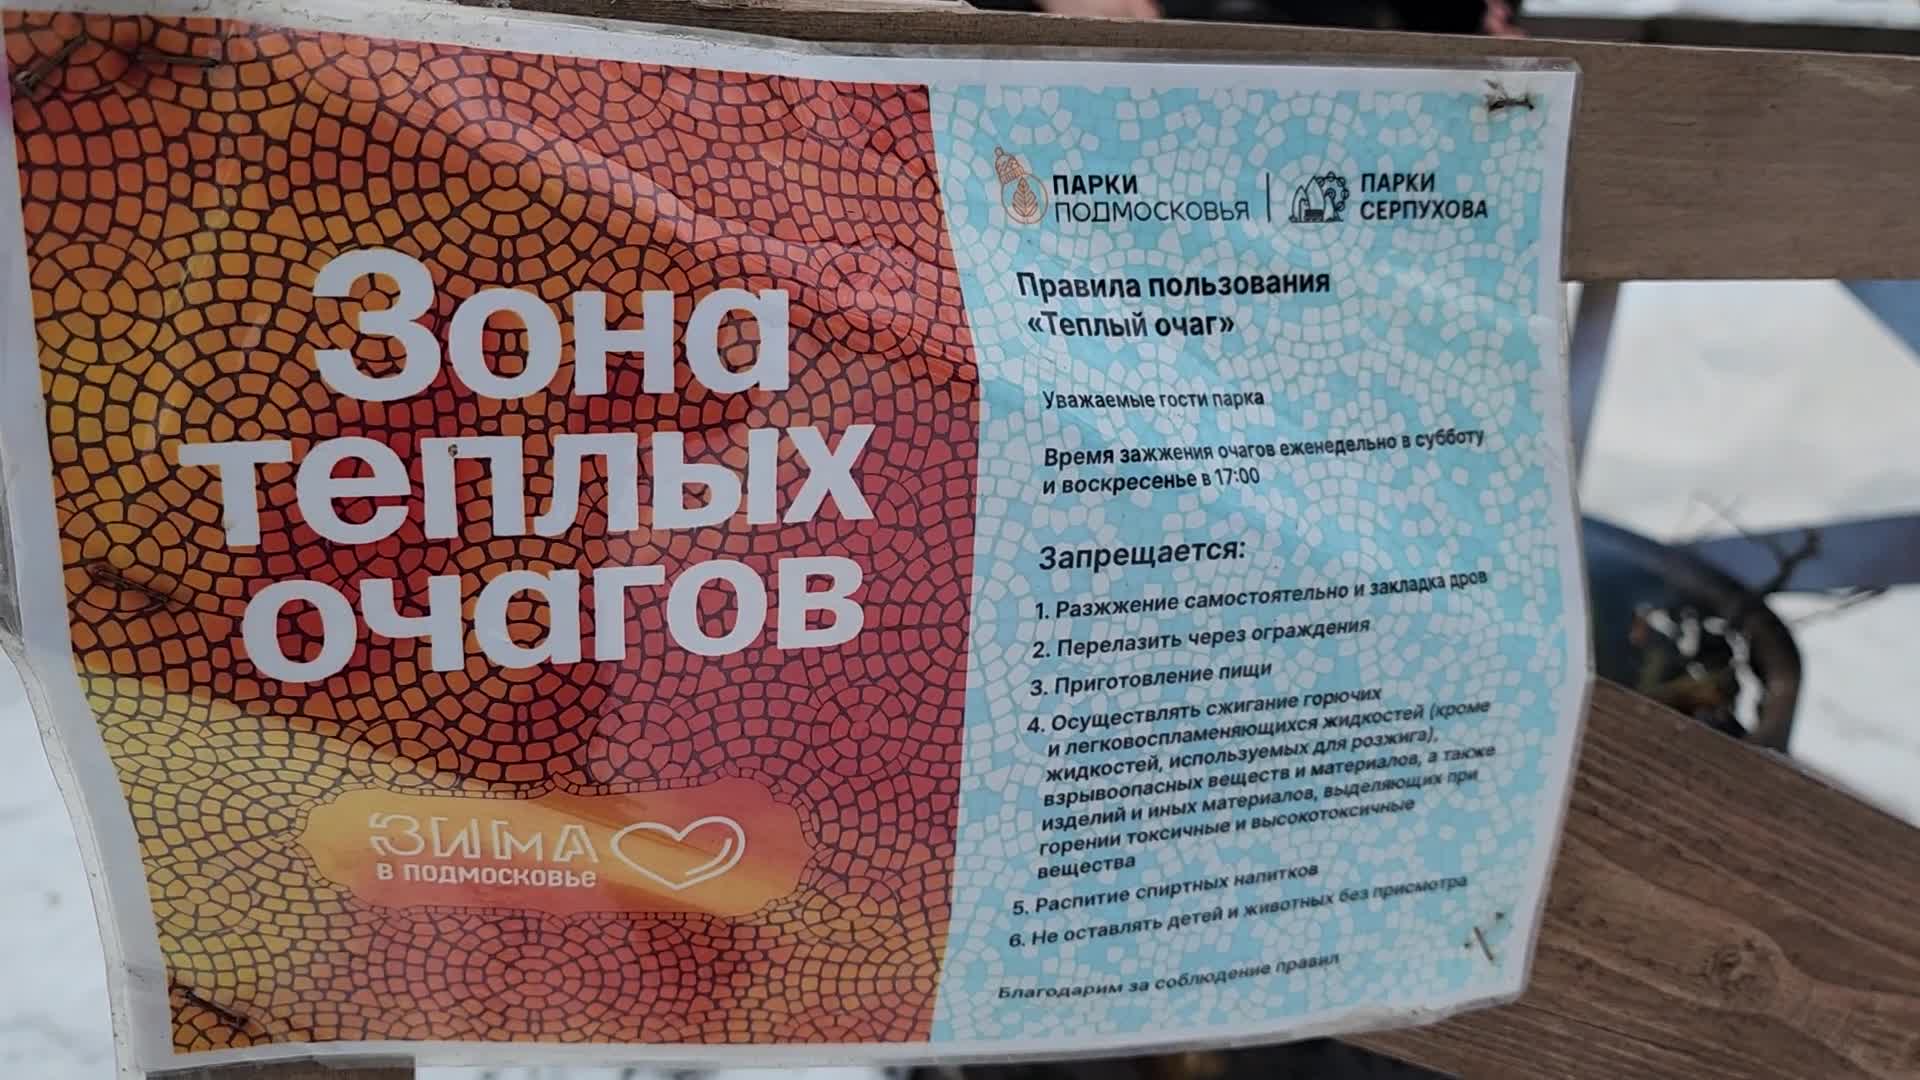 Зона
теплых
очагов
ЗИМА
В ПОДМОСКОВЬЕ
ПАРКИ
ПОДМОСКОВЬЯ
ПАРКИ
СЕРПУХОВА
Правила пользования
«Теплый очаг»
Уважаемые гости парка
Время зажжения очагов еженедельно в субботу
и воскресенье в 17:00
Запрещается:
1. Разжжение самостоятельно и закладка дров
2. Перелазить через ограждения
3. Приготовление пищи
4. Осуществлять сжигание горючих
и легковоспламеняющихся жидкостей (кроме
жидкостей, используемых для розжига),
взрывоопасных веществ и материалов, а также
изделий и иных материалов, выделяющих при
горении токсичные и высокотоксичные
вещества
5. Распитие спиртных напитков
6. Не оставлять детей и животных без присмотра
Благодарим за соблюдение правил